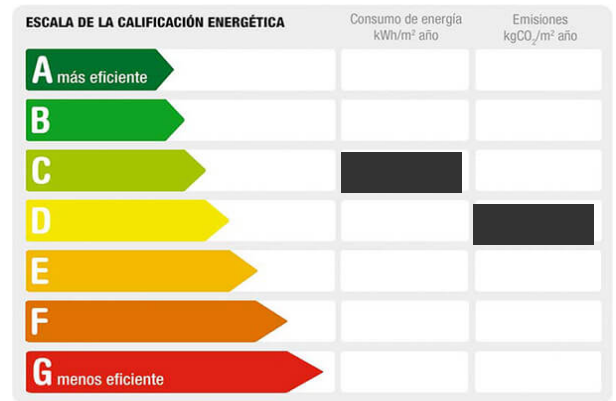 ESCALA DE LA CALIFICACIÓN ENERGÉTICA
Consumo de energía
kWh/m² año
Emisiones
kgCO₂/m² año
A más eficiente
B
C
D
E
F
G menos eficiente